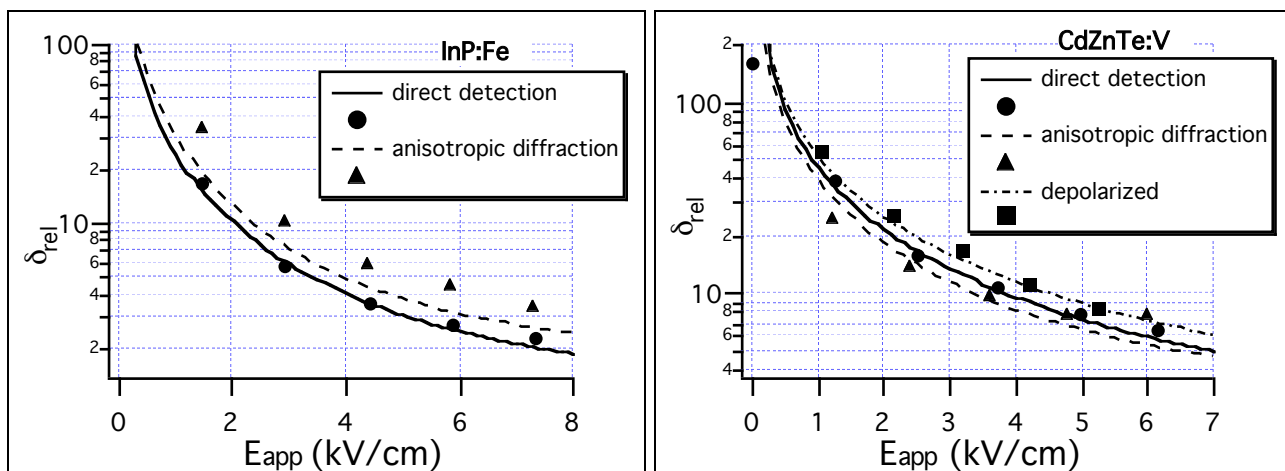 InP:Fe
direct detection
anisotropic diffraction
100
8
6
4
2
10
8
6
4
2
δrel
0 2 4 6 8
Eapp (kV/cm)
CdZnTe:V
direct detection
anisotropic diffraction
depolarized
2
100
8
6
4
2
10
8
6
4
δrel
0 1 2 3 4 5 6 7
Eapp (kV/cm)